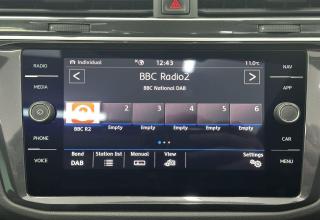 Individual 12:43 11.0°C
RADIO
NAV
BBC Radio2
MEDIA
BBC National DAB
APP
2 3 4 5 6
BBC R2 Empty Empty Empty Empty Empty
PHONE
CAR
VOICE
Band Station list Manual View Settings
DAB
MENU